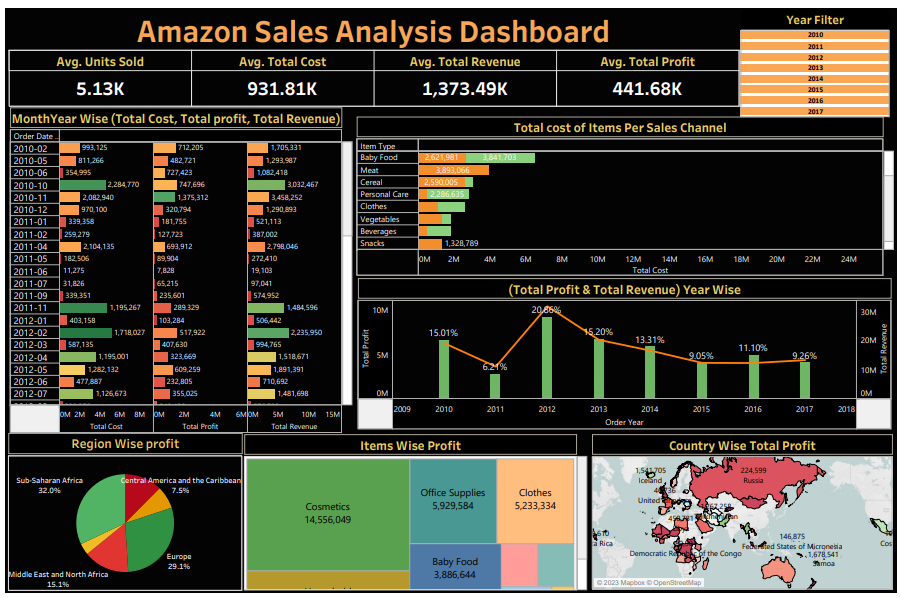 Amazon Sales Analysis Dashboard
Year Filter
2010
2011
2012
2013
2014
2015
2016
2017
Avg. Units Sold
5.13K
Avg. Total Cost
931.81K
Avg. Total Revenue
1,373.49K
Avg. Total Profit
441.68K
MonthYear Wise (Total Cost, Total profit, Total Revenue)
Order Date ..
2010-02 993,125 712,205 1,705,331
2010-05 811,266 482,721 1,293,987
2010-06 354,995 727,423 1,082,418
2010-10 2,284,770 747,696 3,032,467
2010-11 2,082,940 1,375,312 3,458,252
2010-12 970,100 320,794 1,290,893
2011-01 339,358 181,755 521,113
2011-02 259,279 127,723 387,002
2011-04 2,104,135 693,912 2,798,046
2011-05 182,506 89,904 272,410
2011-06 11,275 7,828 19,103
2011-07 31,826 65,215 97,041
2011-09 339,351 235,601 574,952
2011-11 1,195,267 289,329 1,484,596
2012-01 403,158 103,284 506,442
2012-02 1,718,027 517,922 2,235,950
2012-03 587,135 407,630 994,765
2012-04 1,195,001 323,669 1,518,671
2012-05 1,282,132 609,259 1,891,391
2012-06 477,887 232,805 710,692
2012-07 1,126,673 355,025 1,481,698
0M 2M 4M 6M 8M 0M 2M 4M 6M 0M 5M 10M 15M
Total Cost Total Profit Total Revenue
Total cost of Items Per Sales Channel
Item Type
Baby Food 2,621,981 3,841,703
Meat 3,893,066
Cereal 2,590,005
Personal Care 2,286,635
Clothes
Vegetables
Beverages
Snacks 1,328,789
0M 2M 4M 6M 8M 10M 12M 14M 16M 18M 20M 22M 24M
Total Cost
(Total Profit & Total Revenue) Year Wise
Total Profit
10M
5M
0M
15.01%
6.21%
20.86%
15.20%
13.31%
9.05%
11.10%
9.26%
30M
20M
10M
0M
Total Revenue
2009 2010 2011 2012 2013 2014 2015 2016 2017 2018
Order Year
Region Wise profit
Sub-Saharan Africa
32.0%
Central America and the Caribbean
7.5%
Europe
29.1%
Middle East and North Africa
15.1%
Items Wise Profit
Cosmetics
14,556,049
Office Supplies
5,929,584
Clothes
5,233,334
Baby Food
3,886,644
Country Wise Total Profit
1,541,705
Iceland
224,599
Russia
Democratic Republic of the Congo
146,875
Federated States of Micronesia
1,678,541
Samoa
© 2023 Mapbox © OpenStreetMap